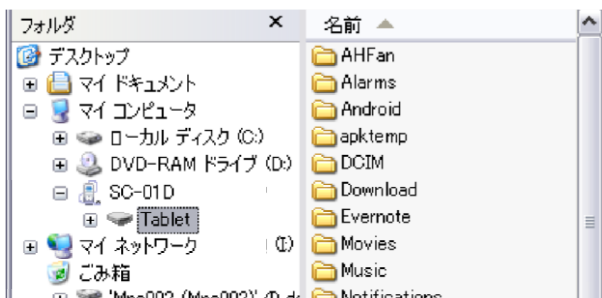 フォルダ
デスクトップ
マイ ドキュメント
マイ コンピュータ
ローカル ディスク (C:)
DVD-RAM ドライブ (D:)
SC-01D
Tablet
マイ ネットワーク (I:)
ごみ箱
名前
AHFan
Alarms
Android
apktemp
DCIM
Download
Evernote
Movies
Music
Notifications